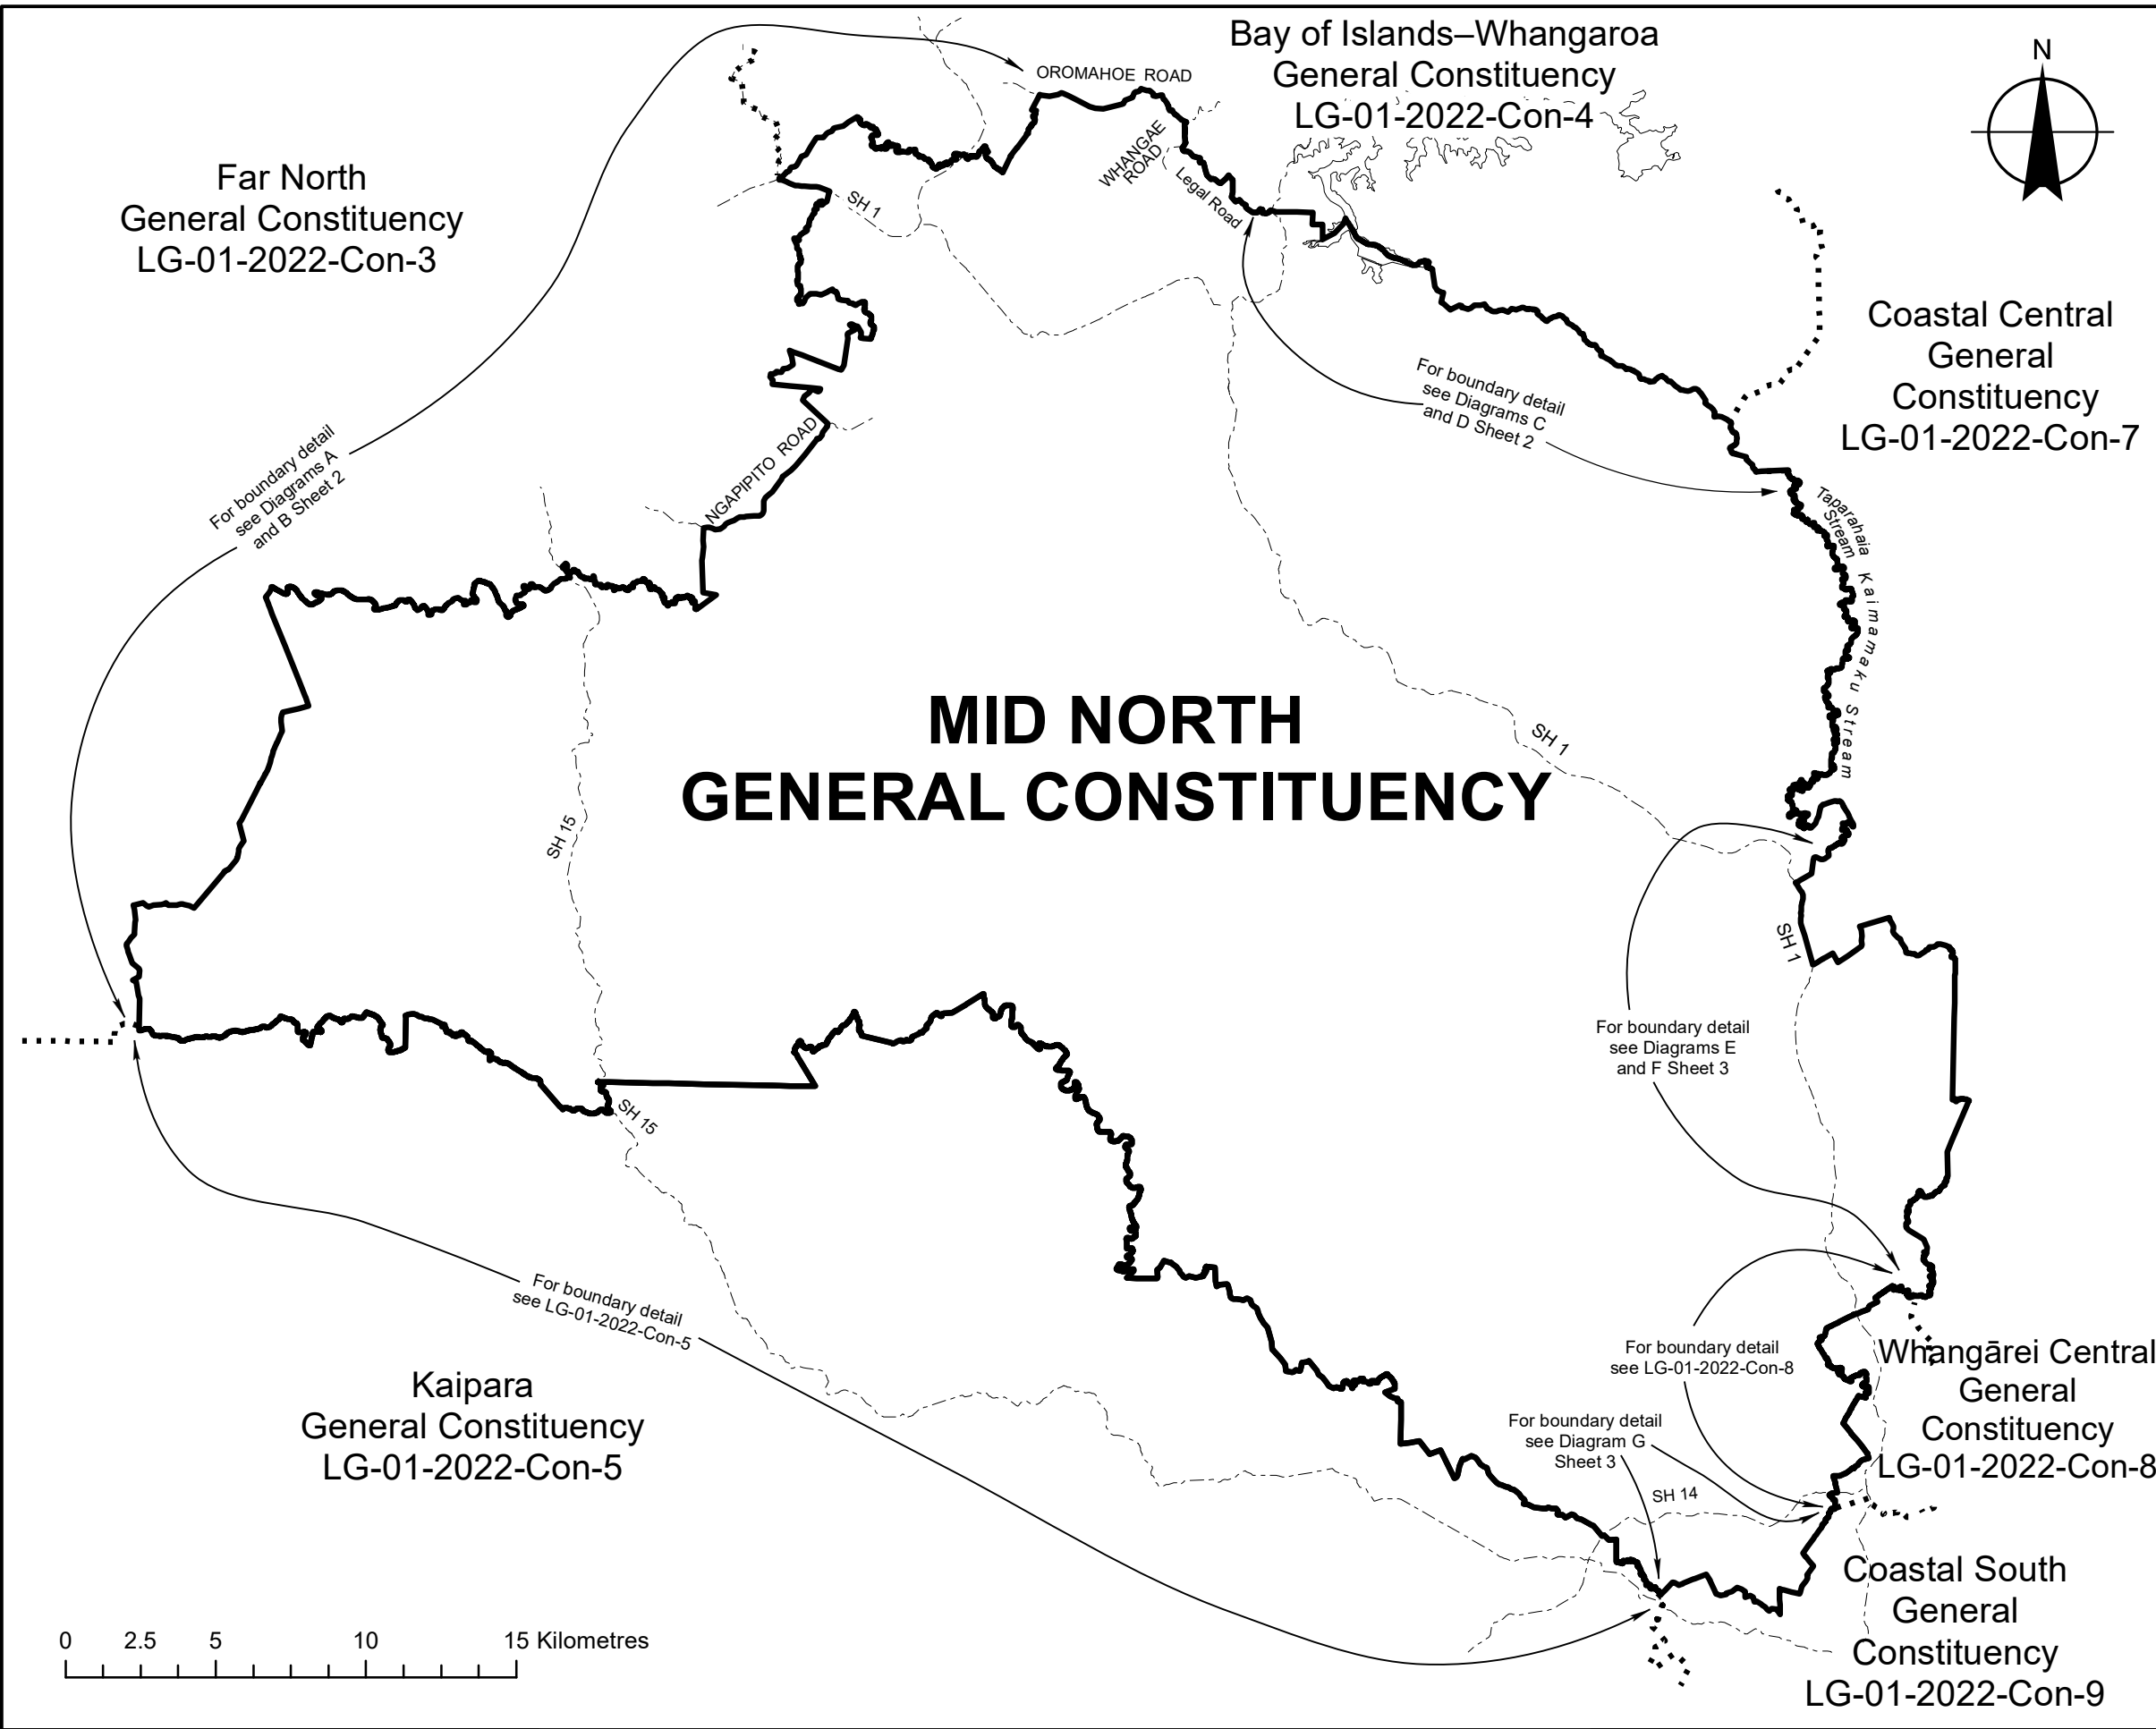 Bay of Islands–Whangaroa
General Constituency
LG-01-2022-Con-4
N
OROMAHOE ROAD
WHANGAE
ROAD
Legal Road
Far North
General Constituency
LG-01-2022-Con-3
SH 1
Coastal Central
General
Constituency
LG-01-2022-Con-7
For boundary detail
see Diagrams C
and D Sheet 2
For boundary detail
see Diagrams A
and B Sheet 2
NGAPIPITO ROAD
Taparahaia
Stream
Kaimamaku Stream
MID NORTH
GENERAL CONSTITUENCY
SH 1
SH 15
SH 1
For boundary detail
see Diagrams E
and F Sheet 3
SH 15
For boundary detail
see LG-01-2022-Con-5
For boundary detail
see LG-01-2022-Con-8
Whangārei Central
General
Constituency
LG-01-2022-Con-8
Kaipara
General Constituency
LG-01-2022-Con-5
For boundary detail
see Diagram G
Sheet 3
SH 14
Coastal South
General
Constituency
LG-01-2022-Con-9
0 2.5 5 10 15 Kilometres